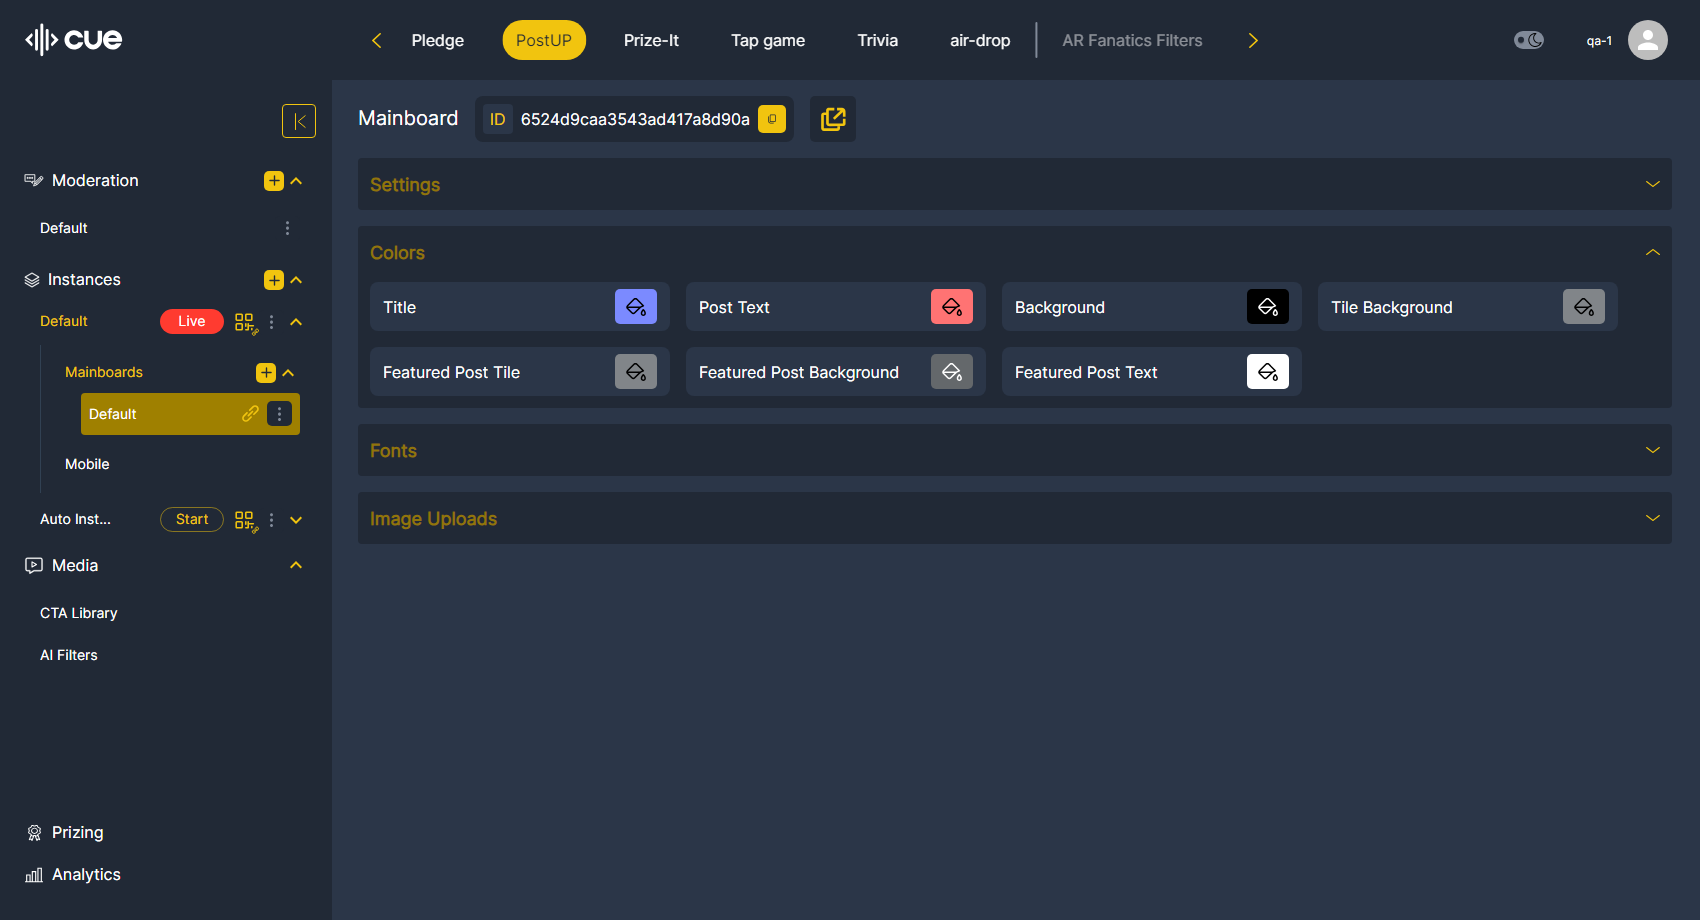 cue
Pledge
PostUP
Prize-It
Tap game
Trivia
air-drop
AR Fanatics Filters
qa-1
Moderation
Default
Instances
Default
Live
Mainboards
Default
Mobile
Auto Inst...
Start
Media
CTA Library
AI Filters
Prizing
Analytics
Mainboard
ID 6524d9caa3543ad417a8d90a
Settings
Colors
Title
Post Text
Background
Tile Background
Featured Post Tile
Featured Post Background
Featured Post Text
Fonts
Image Uploads